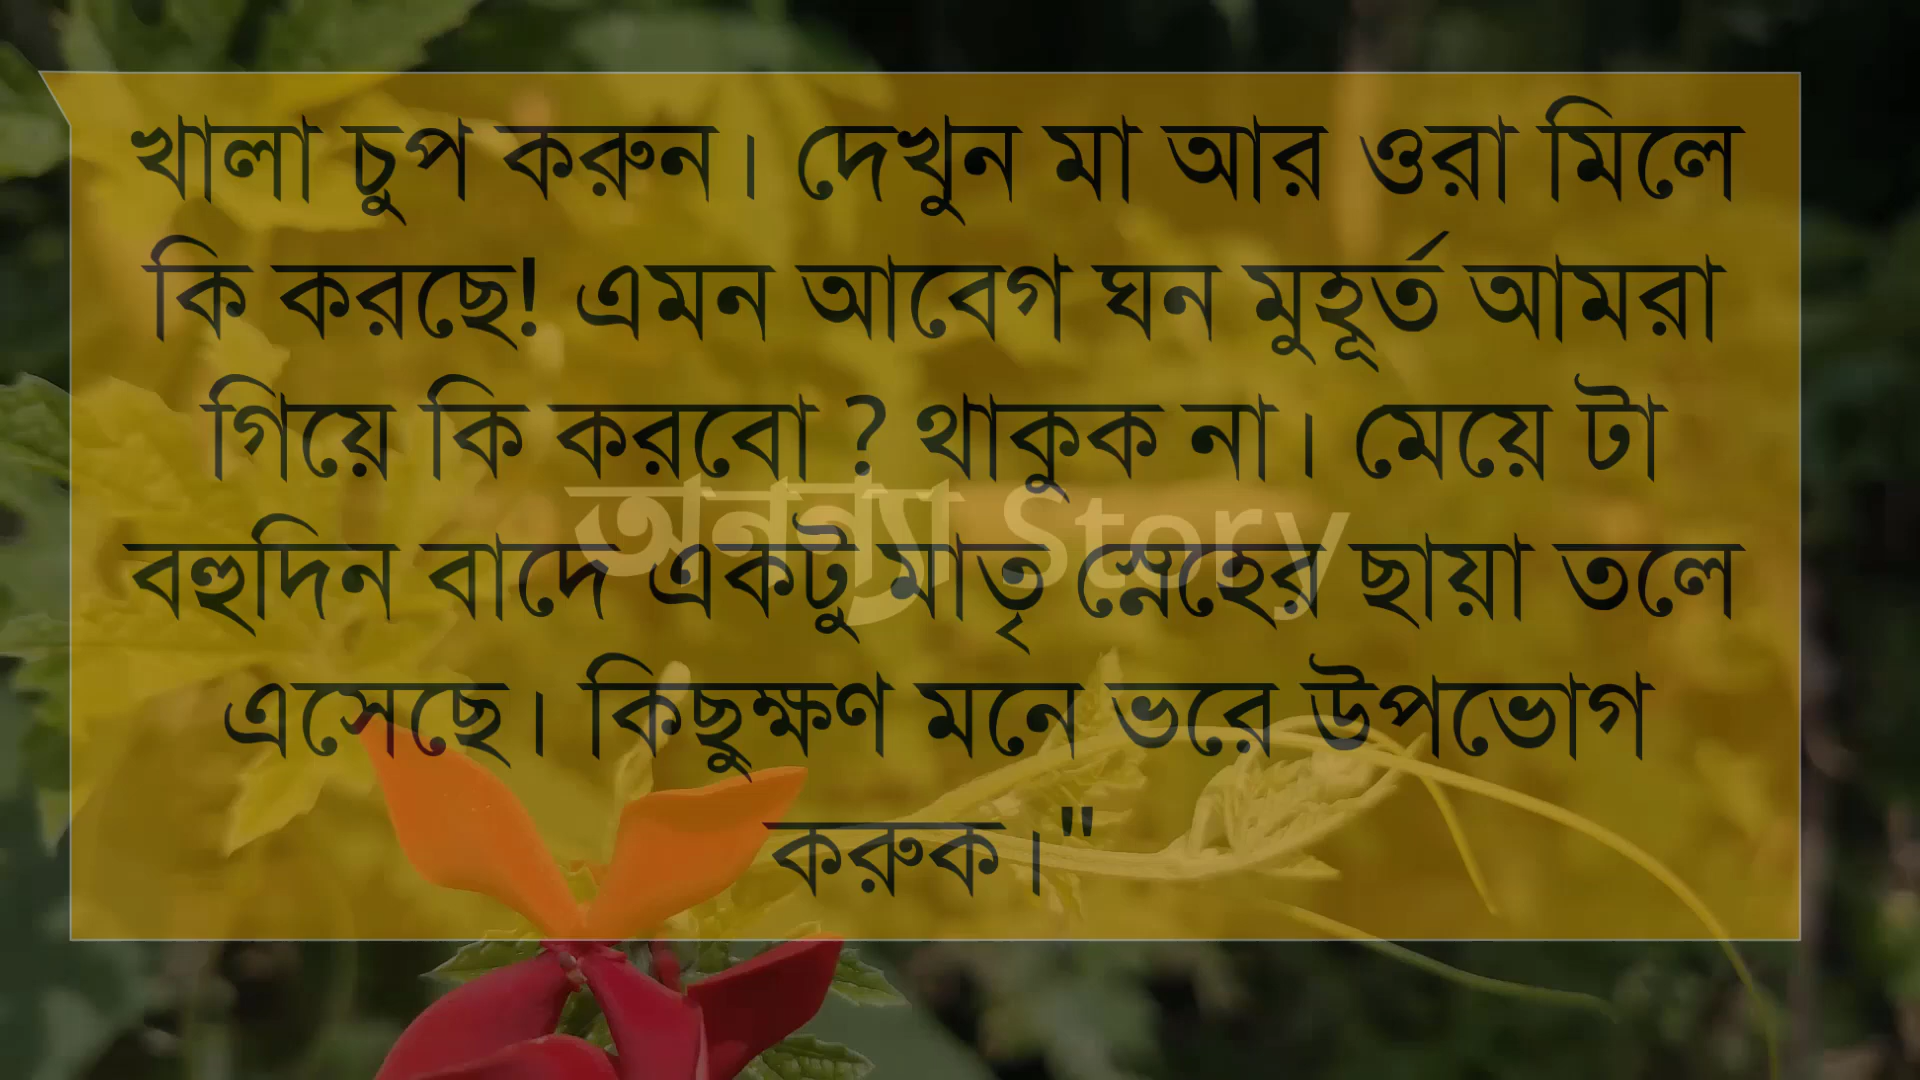 খালা চুপ করুন। দেখুন মা আর ওরা মিলে
কি করছে! এমন আবেগ ঘন মুহূর্ত আমরা
গিয়ে কি করবো ? থাকুক না। মেয়ে টা
অনন্যা Story
বহুদিন বাদে একটু মাতৃ স্নেহের ছায়া তলে
এসেছে। কিছুক্ষণ মনে ভরে উপভোগ
করুক।"